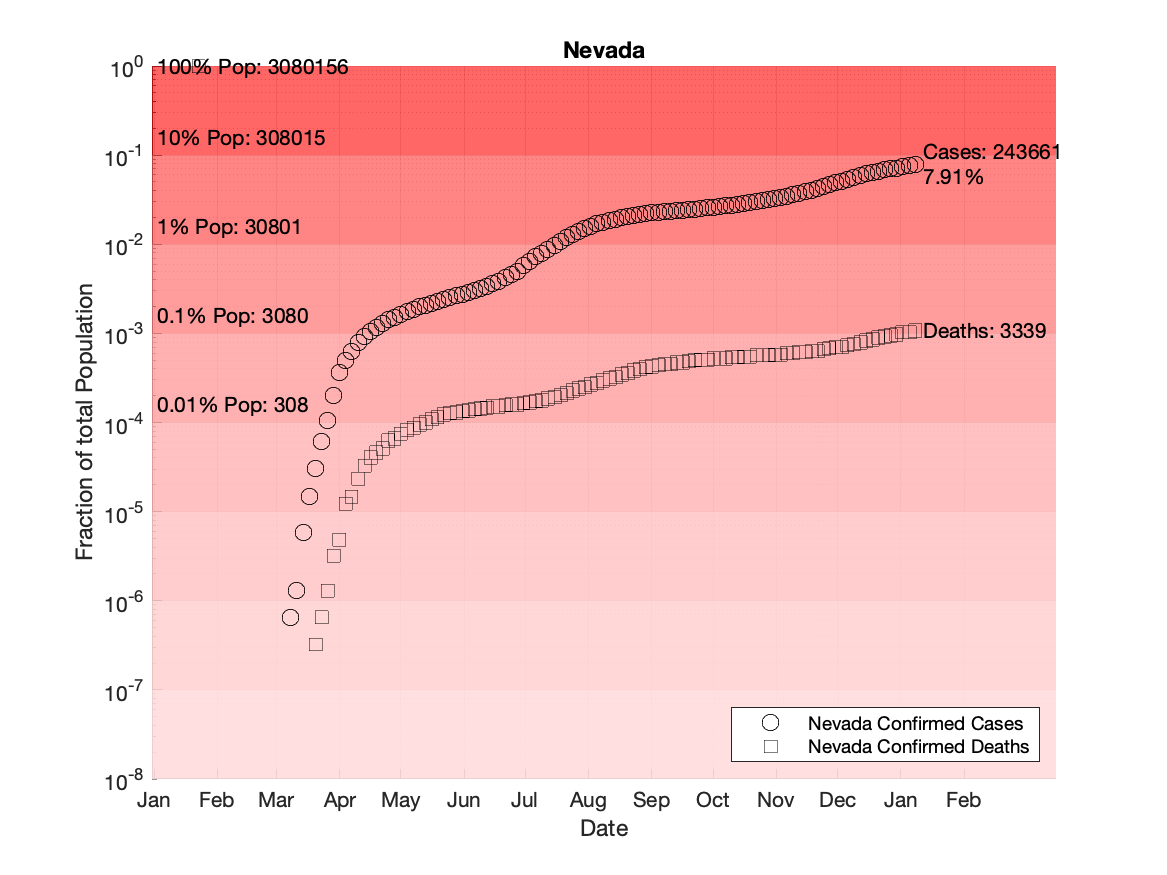 Nevada
10^0
100% Pop: 3080156
10% Pop: 308015
10^-1
Cases: 243661
7.91%
1% Pop: 30801
10^-2
0.1% Pop: 3080
10^-3
Deaths: 3339
0.01% Pop: 308
10^-4
10^-5
10^-6
10^-7
10^-8
Fraction of total Population
Nevada Confirmed Cases
Nevada Confirmed Deaths
Jan Feb Mar Apr May Jun Jul Aug Sep Oct Nov Dec Jan Feb
Date